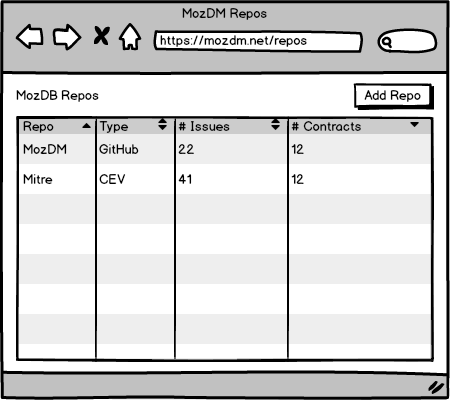 MozDM Repos
https://mozdm.net/repos
MozDB Repos
Add Repo
Repo Type # Issues # Contracts
MozDM GitHub 22 12
Mitre CEV 41 12